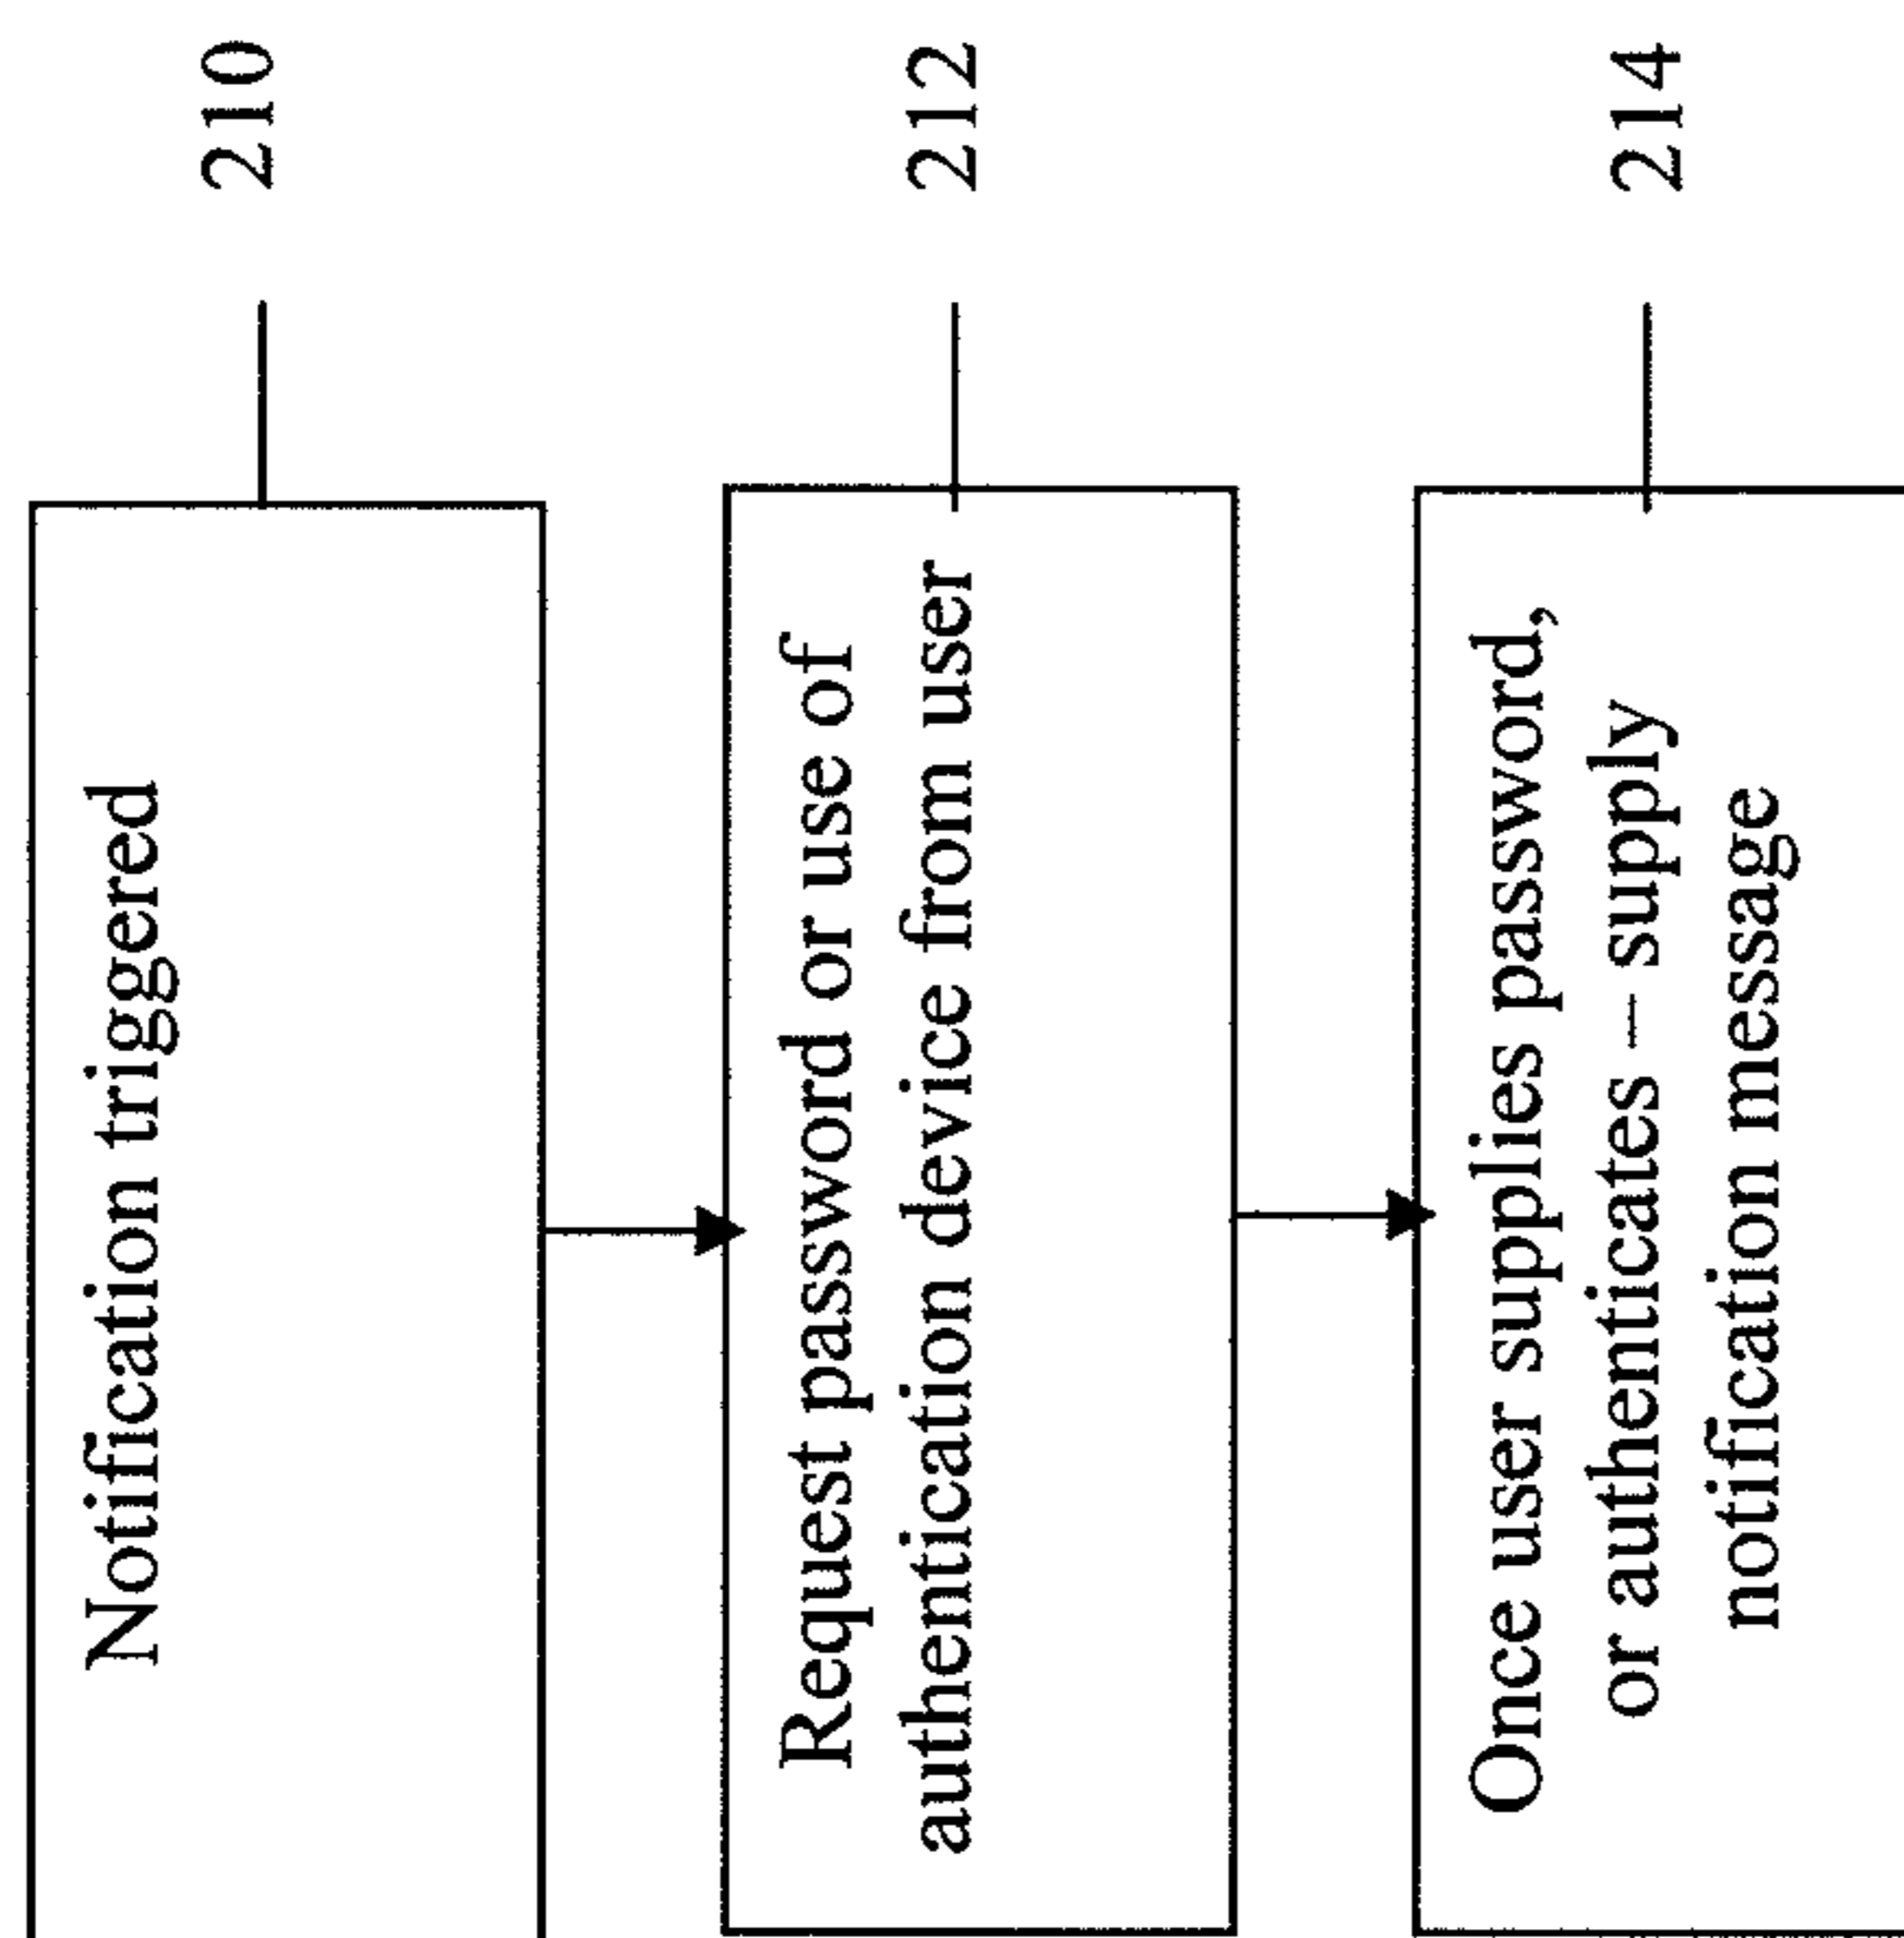 Notification triggered
210
Request password or use of
authentication device from user
212
Once user supplies password,
or authenticates – supply
notification message
214